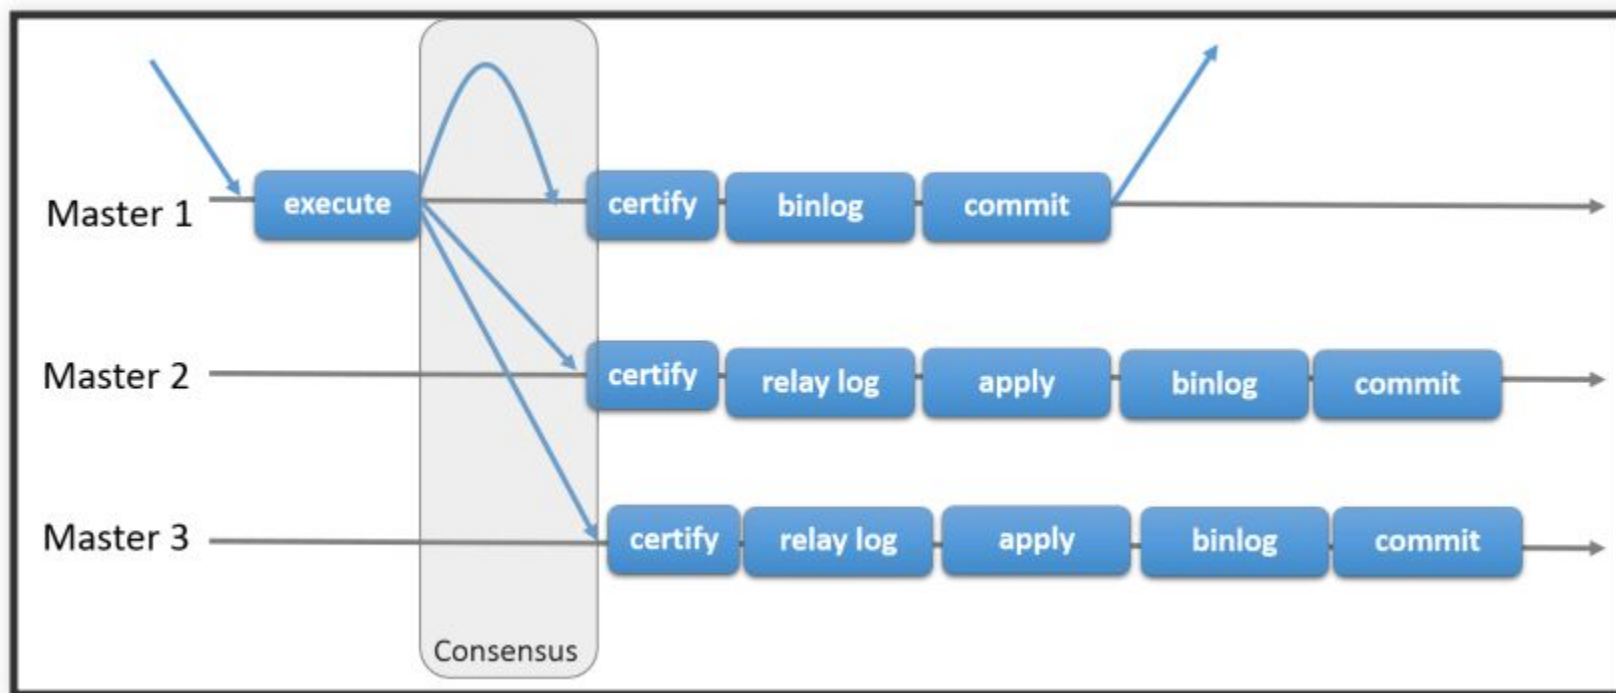 Master 1 execute certify binlog commit
Master 2 certify relay log apply binlog commit
Master 3 certify relay log apply binlog commit
Consensus